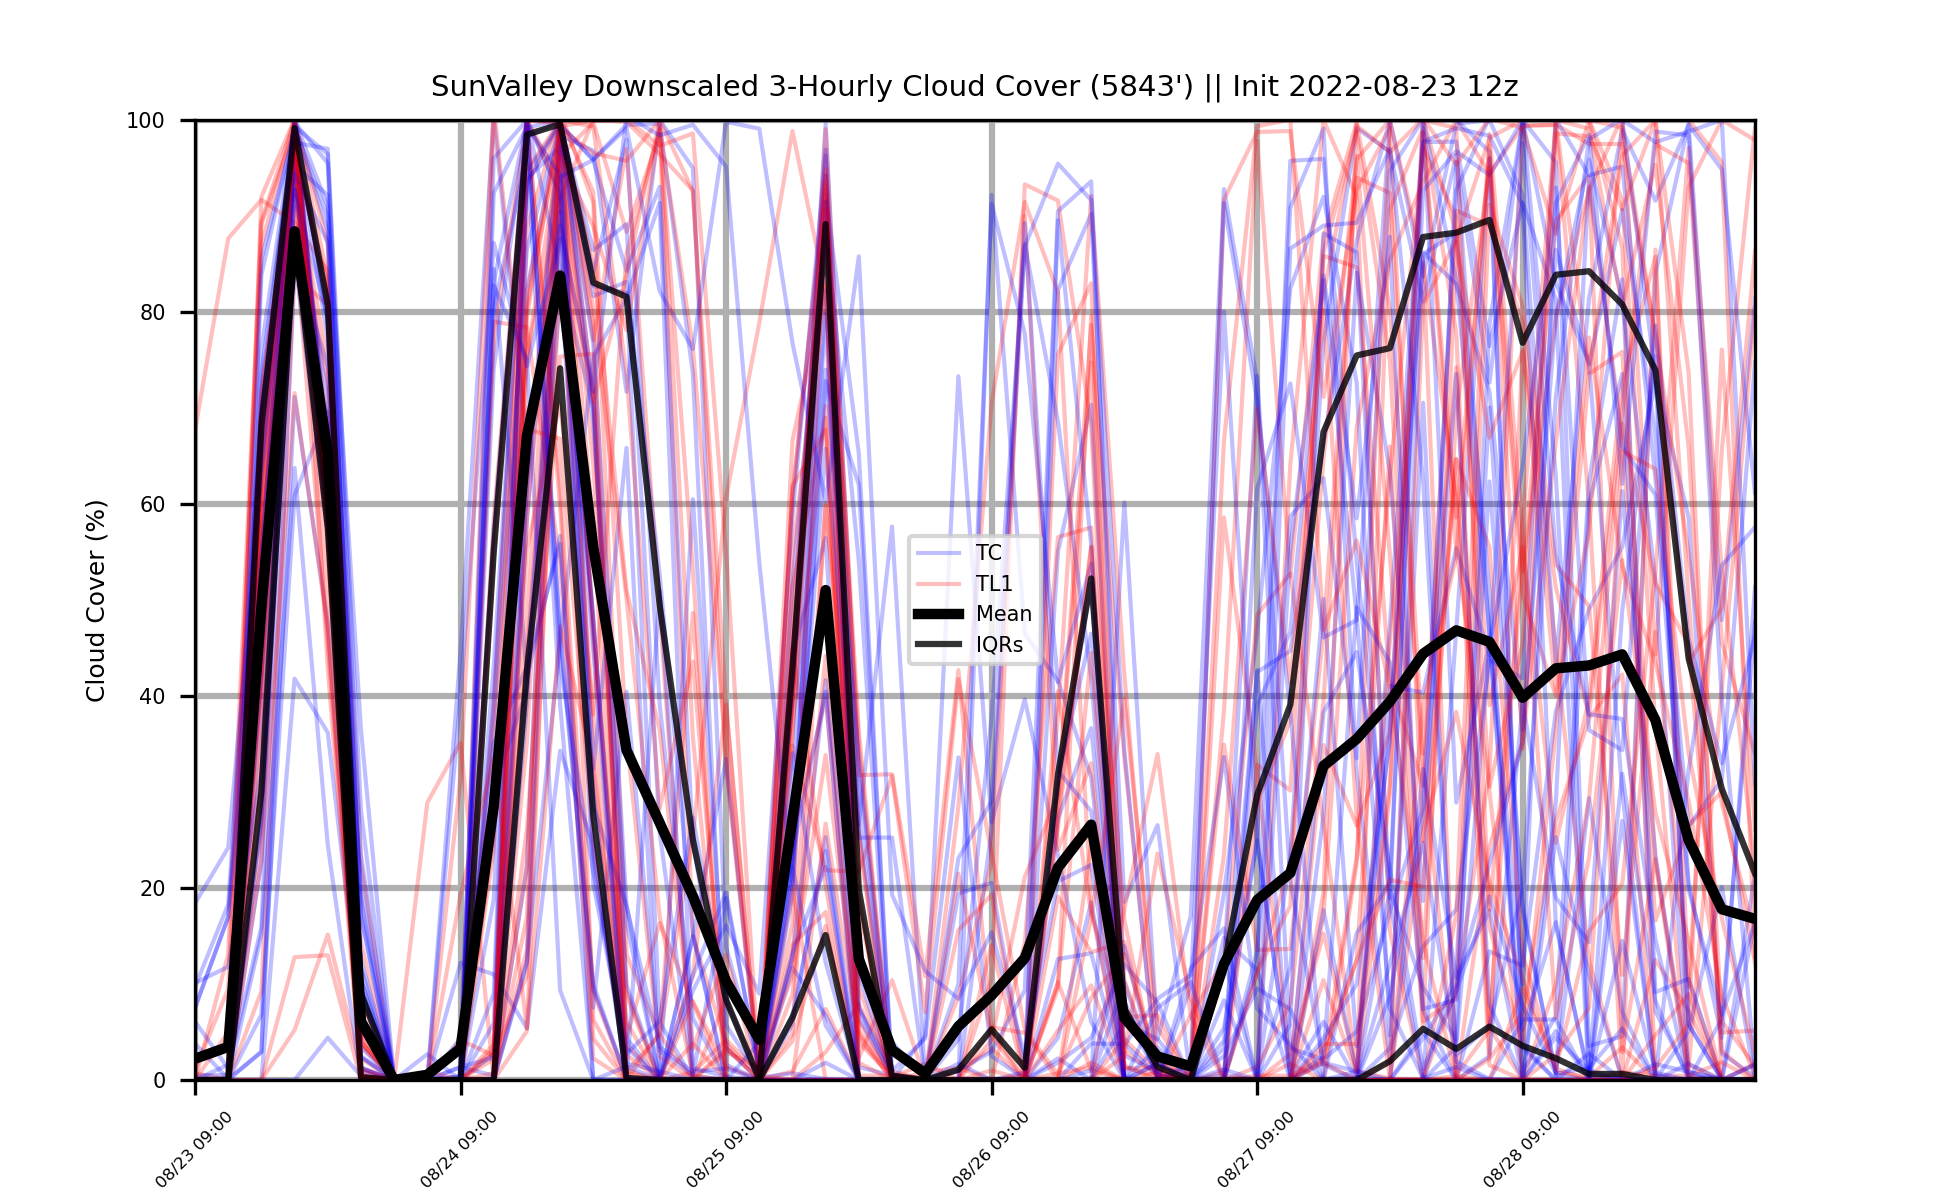 SunValley Downscaled 3-Hourly Cloud Cover (5843') || Init 2022-08-23 12z
Cloud Cover (%)
100
80
60
40
20
0
TC
TL1
Mean
IQRs
08/23 09:00
08/24 09:00
08/25 09:00
08/26 09:00
08/27 09:00
08/28 09:00